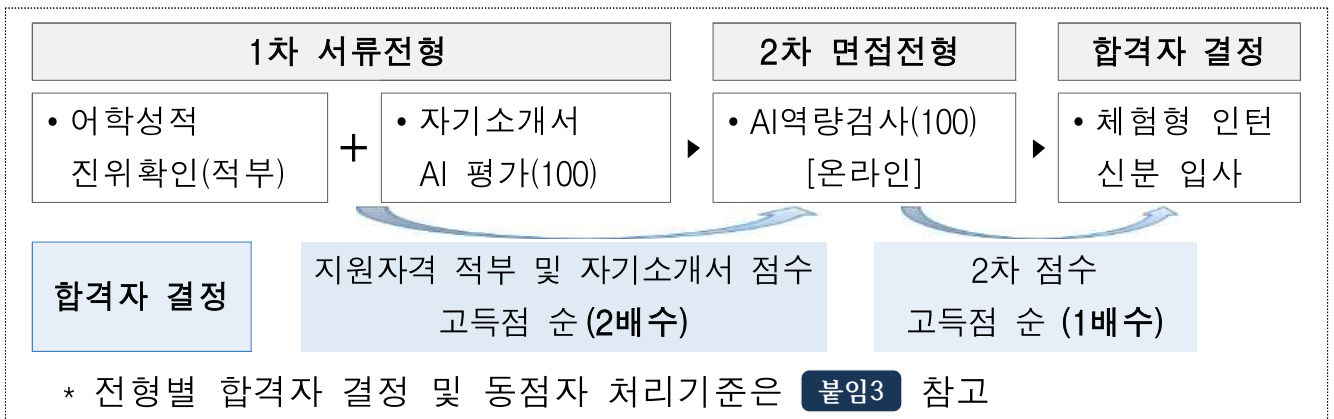 1차 서류전형
2차 면접전형
합격자 결정
• 어학성적
진위확인(적부)
+
• 자기소개서
AI 평가(100)
▶
• AI역량검사(100)
[온라인]
▶
• 체험형 인턴
신분 입사
합격자 결정
지원자격 적부 및 자기소개서 점수
고득점 순(2배수)
2차 점수
고득점 순 (1배수)
* 전형별 합격자 결정 및 동점자 처리기준은 붙임3 참고